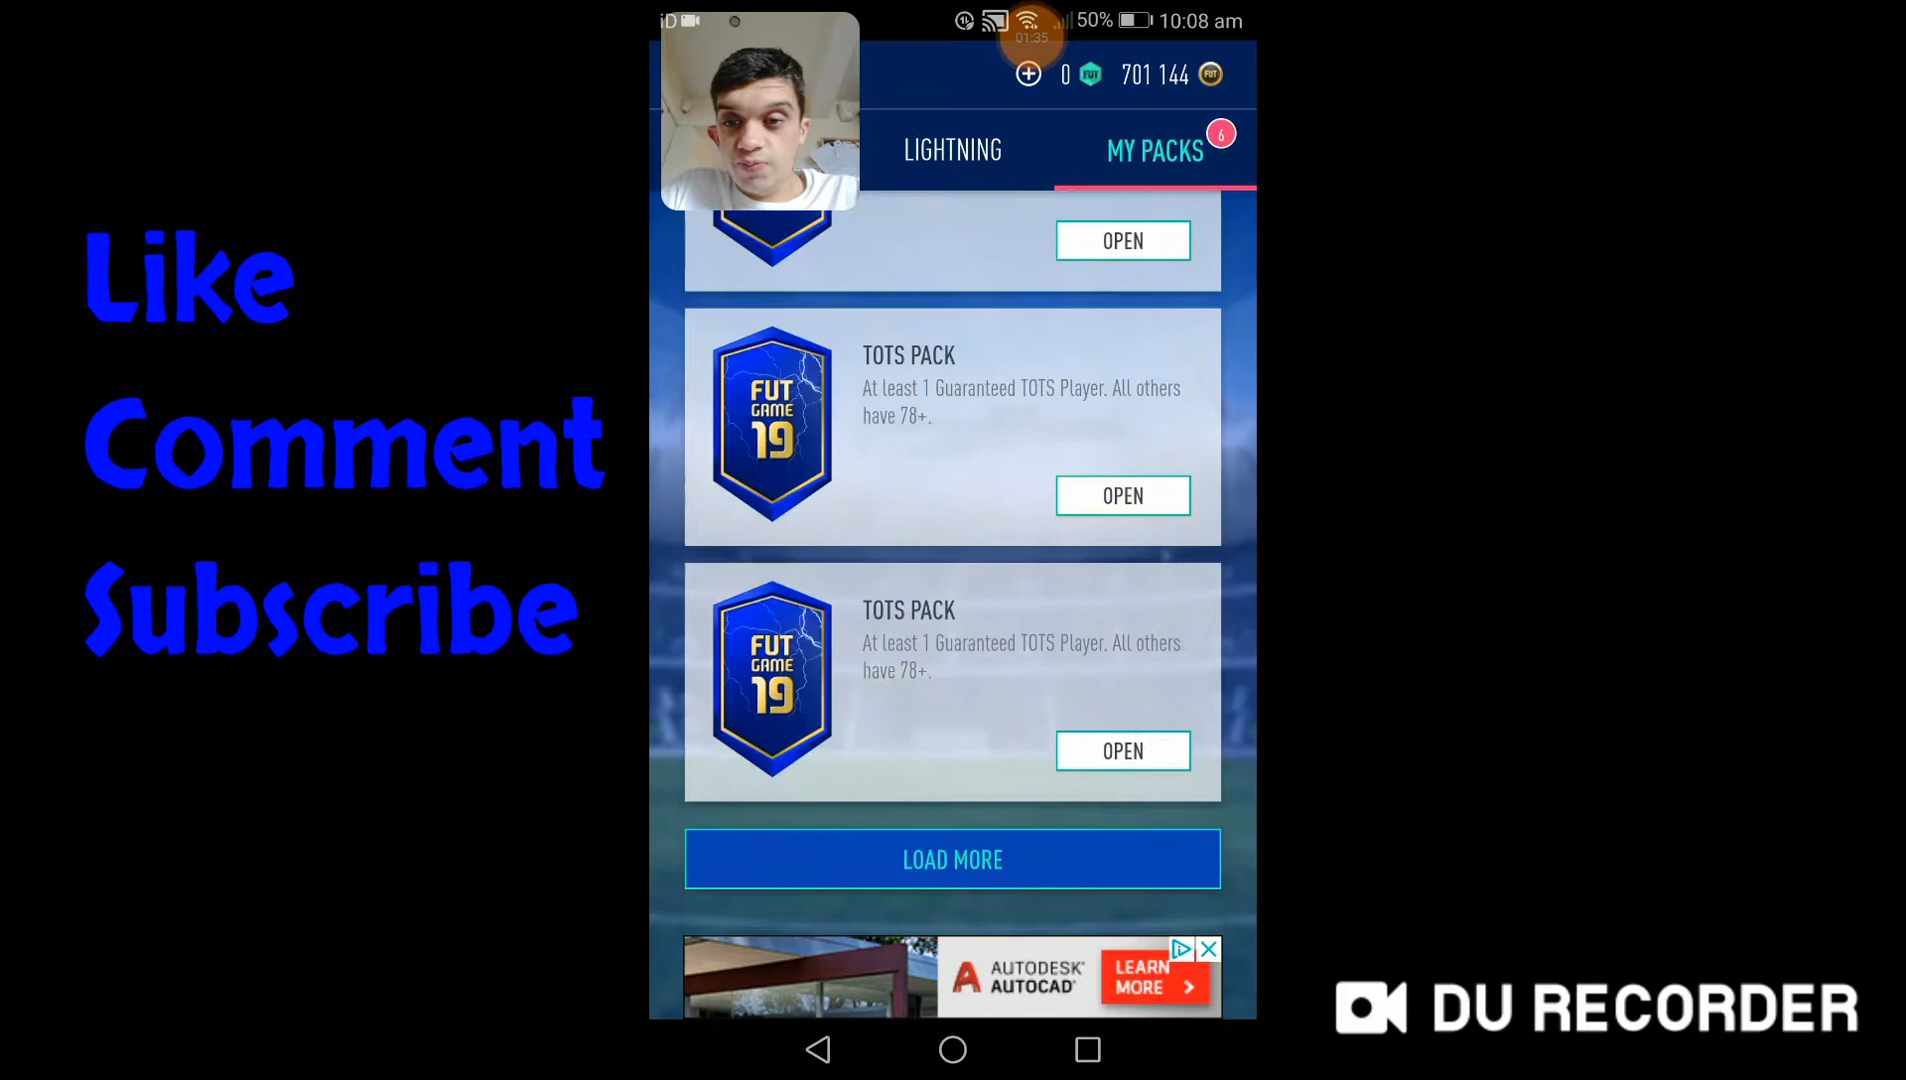 iD
50%
10:08 am
01:35
0
FUT
701 144
FUT
LIGHTNING
MY PACKS
6
OPEN
Like
Comment
Subscribe
FUT
GAME
19
TOTS PACK
At least 1 Guaranteed TOTS Player. All others
have 78+.
OPEN
FUT
GAME
19
TOTS PACK
At least 1 Guaranteed TOTS Player. All others
have 78+.
OPEN
LOAD MORE
A AUTODESK®
AUTOCAD®
LEARN
MORE
DU RECORDER